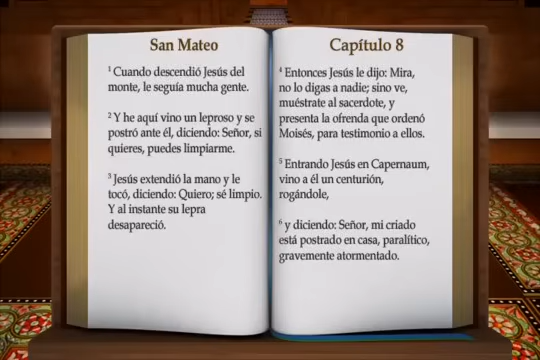 San Mateo
¹ Cuando descendió Jesús del
monte, le seguía mucha gente.
² Y he aquí vino un leproso y se
postró ante él, diciendo: Señor, si
quieres, puedes limpiarme.
³ Jesús extendió la mano y le
tocó, diciendo: Quiero; sé limpio.
Y al instante su lepra
desapareció.
Capítulo 8
⁴ Entonces Jesús le dijo: Mira,
no lo digas a nadie; sino ve,
muéstrate al sacerdote, y
presenta la ofrenda que ordenó
Moisés, para testimonio a ellos.
⁵ Entrando Jesús en Capernaum,
vino a él un centurión,
rogándole,
⁶ y diciendo: Señor, mi criado
está postrado en casa, paralítico,
gravemente atormentado.